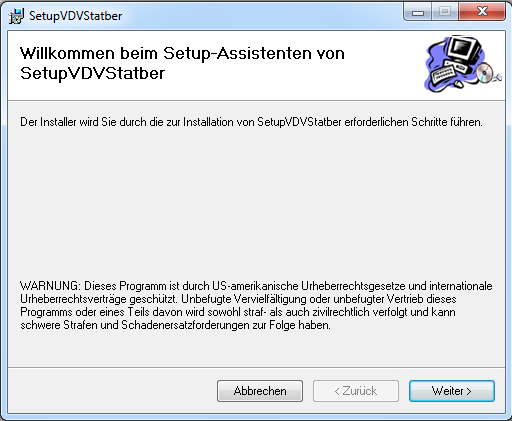 SetupVDVStatber
Willkommen beim Setup-Assistenten von
SetupVDVStatber
Der Installer wird Sie durch die zur Installation von SetupVDVStatber erforderlichen Schritte führen.
WARNUNG: Dieses Programm ist durch US-amerikanische Urheberrechtsgesetze und internationale
Urheberrechtsverträge geschützt. Unbefugte Vervielfältigung oder unbefugter Vertrieb dieses
Programms oder eines Teils davon wird sowohl straf- als auch zivilrechtlich verfolgt und kann
schwere Strafen und Schadenersatzforderungen zur Folge haben.
Abbrechen
< Zurück
Weiter >